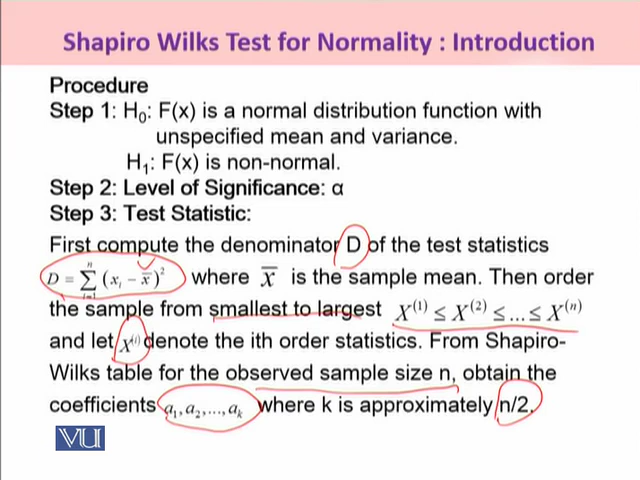 Shapiro Wilks Test for Normality : Introduction
Procedure
Step 1: H₀: F(x) is a normal distribution function with
unspecified mean and variance.
H₁: F(x) is non-normal.
Step 2: Level of Significance: α
Step 3: Test Statistic:
First compute the denominator D of the test statistics
D = ∑ⁿᵢ₌₁ (xᵢ − x̄)² where x̄ is the sample mean. Then order
the sample from smallest to largest X⁽¹⁾ ≤ X⁽²⁾ ≤ ... ≤ X⁽ⁿ⁾
and let X⁽ⁱ⁾ denote the ith order statistics. From Shapiro-
Wilks table for the observed sample size n, obtain the
coefficients a₁, a₂, ..., aₖ where k is approximately n/2.
VU